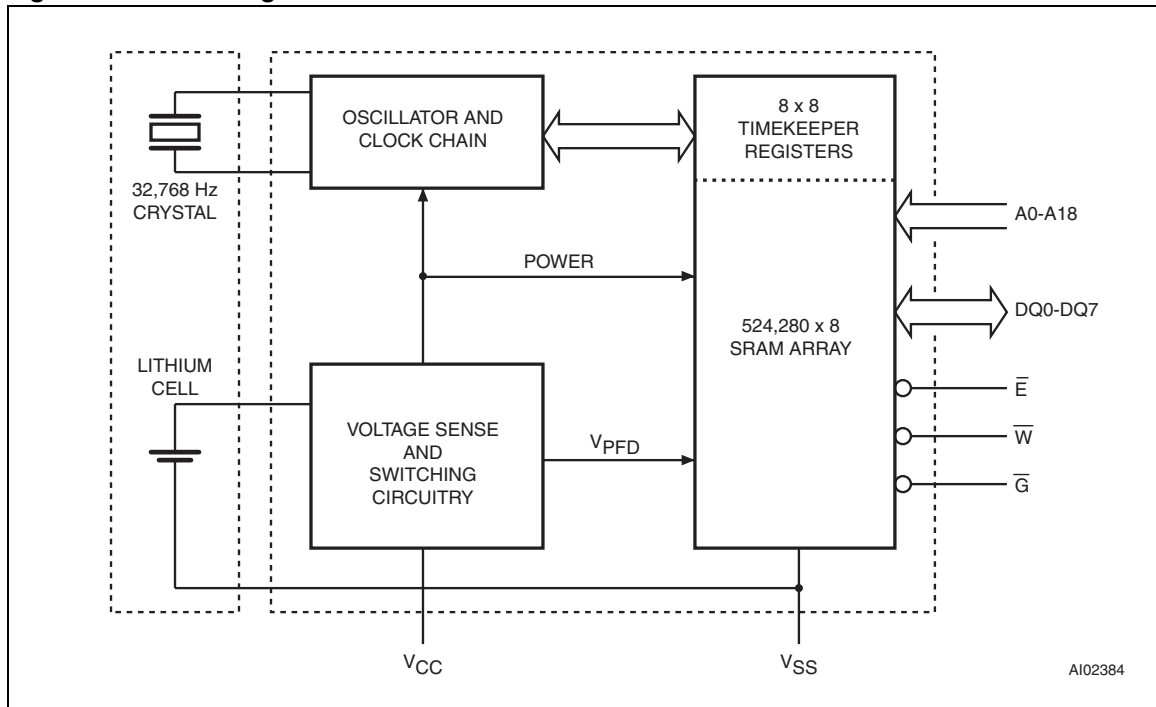 OSCILLATOR AND
CLOCK CHAIN
8 x 8
TIMEKEEPER
REGISTERS
32,768 Hz
CRYSTAL
A0-A18
POWER
DQ0-DQ7
524,280 x 8
SRAM ARRAY
LITHIUM
CELL
E̅
VOLTAGE SENSE
AND
SWITCHING
CIRCUITRY
VPFD
W̅
G̅
VCC
VSS
AI02384